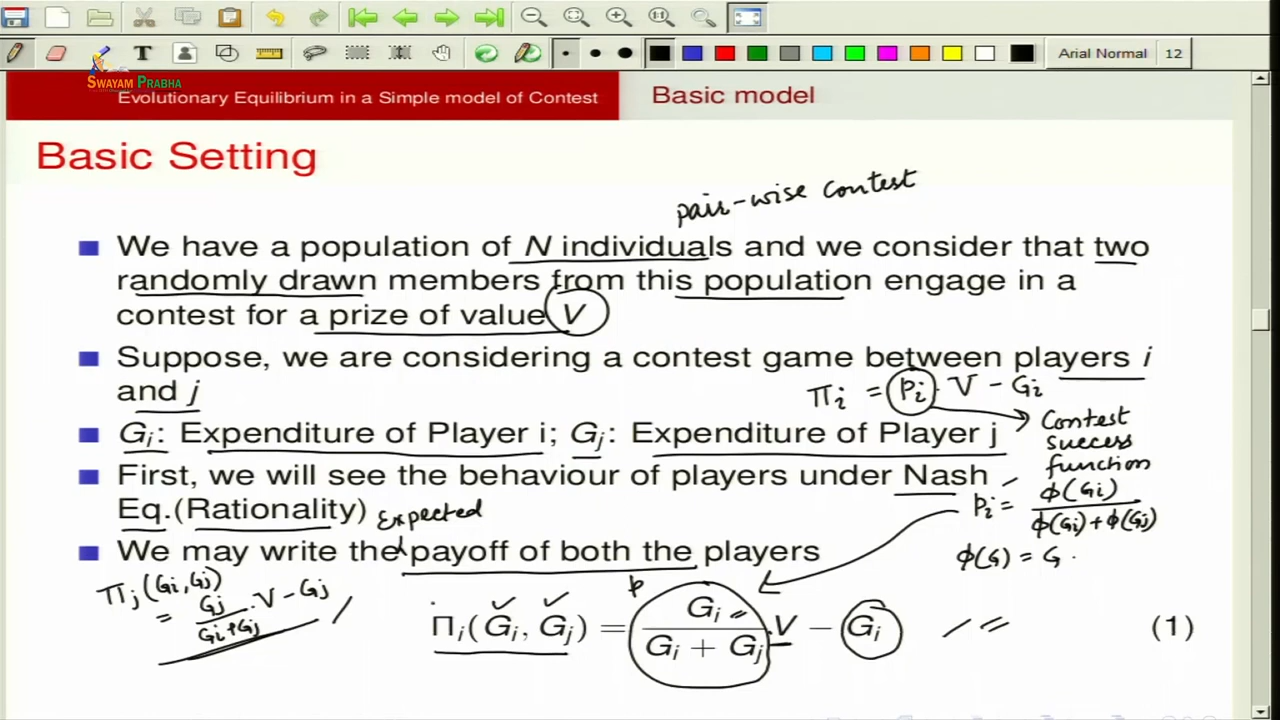 Arial Normal 12
SWAYAM PRABHA
Evolutionary Equilibrium in a Simple model of Contest Basic model
Basic Setting
pair-wise contest
We have a population of N individuals and we consider that two
randomly drawn members from this population engage in a
contest for a prize of value V
Suppose, we are considering a contest game between players i
and j
Πi = Pi · V − Gi
Gi: Expenditure of Player i; Gj: Expenditure of Player j
Contest
success
function
First, we will see the behaviour of players under Nash
Eq.(Rationality)
Pi = φ(Gi) / φ(Gi)+φ(Gj)
φ(G) = G ·
Expected
We may write the payoff of both the players
Πj(Gi,Gj)
= Gj / Gi+Gj · V − Gj
Πi(Gi, Gj) = Gi / Gi + Gj · V − Gi (1)